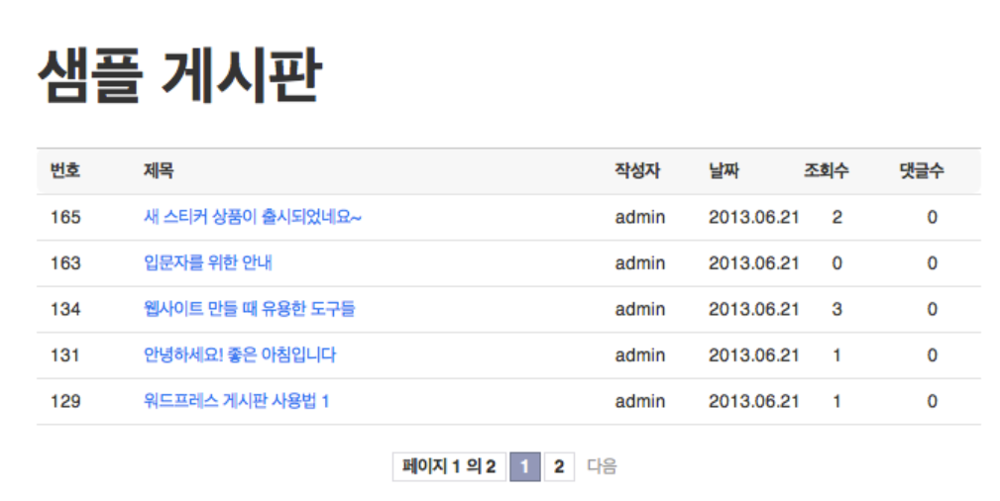 샘플 게시판
번호 제목 작성자 날짜 조회수 댓글수
165 새 스티커 상품이 출시되었네요~ admin 2013.06.21 2 0
163 입문자를 위한 안내 admin 2013.06.21 0 0
134 웹사이트 만들 때 유용한 도구들 admin 2013.06.21 3 0
131 안녕하세요! 좋은 아침입니다 admin 2013.06.21 1 0
129 워드프레스 게시판 사용법 1 admin 2013.06.21 1 0
페이지 1 의 2 1 2 다음